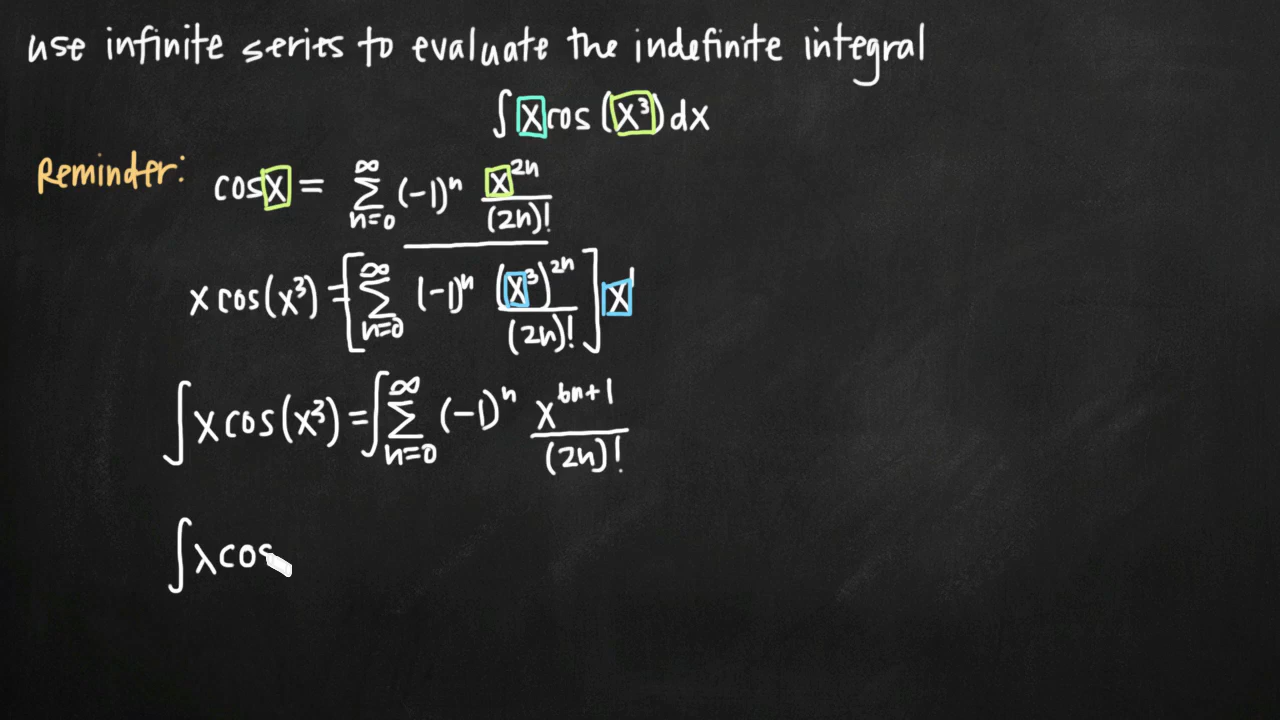 use infinite series to evaluate the indefinite integral
∫ x cos (x³) dx
Reminder: cos x = ∑_{n=0}^{∞} (-1)ⁿ x^{2n}/(2n)!
x cos(x³) = [∑_{n=0}^{∞} (-1)ⁿ (x³)^{2n}/(2n)!] x¹
∫ x cos(x³) = ∫ ∑_{n=0}^{∞} (-1)ⁿ x^{6n+1}/(2n)!
∫ x cos